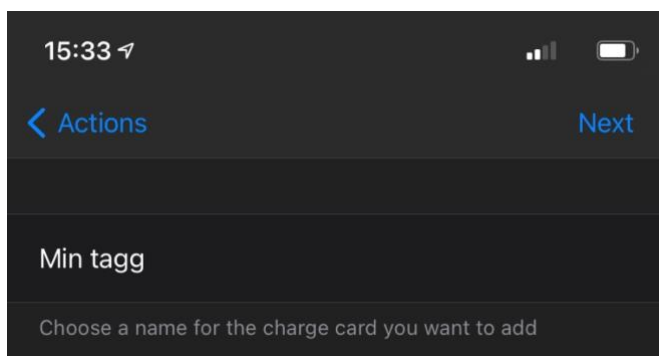 15:33
Actions
Next
Min tagg
Choose a name for the charge card you want to add